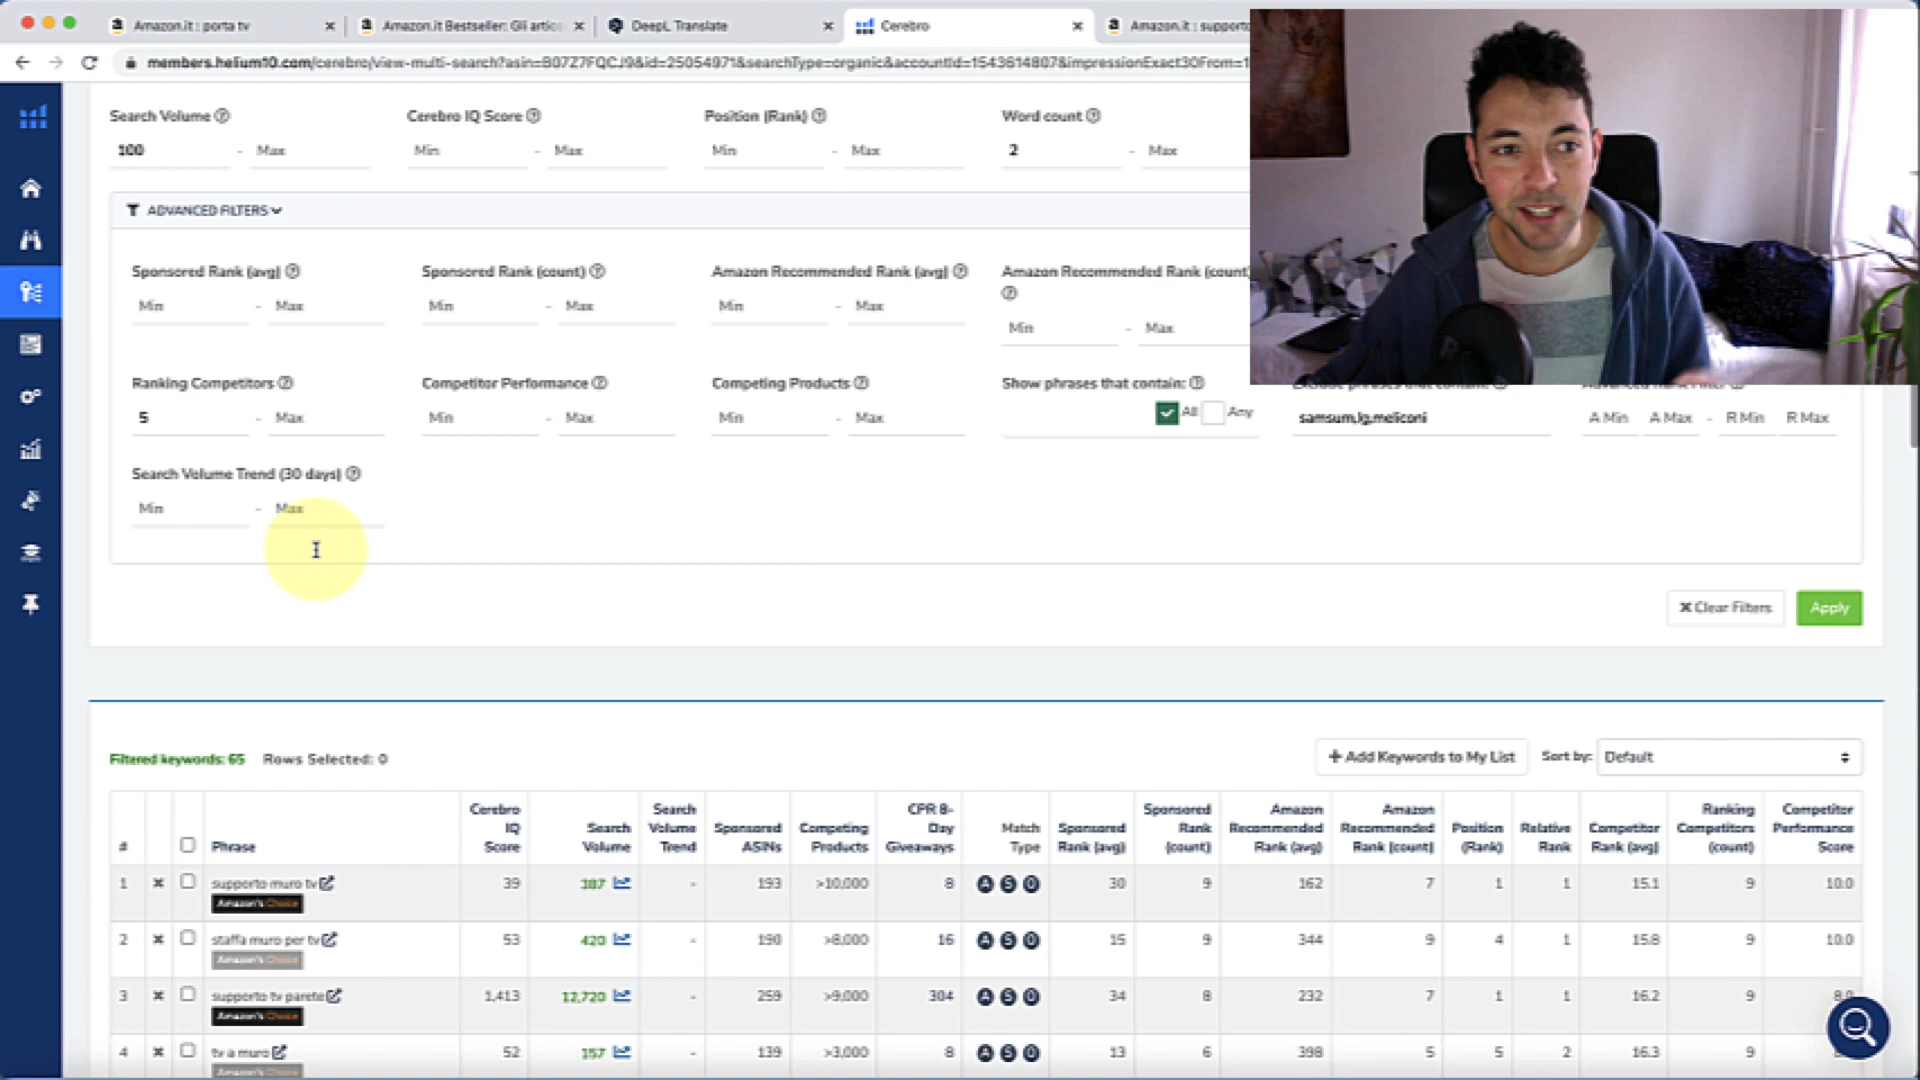 Amazon.it : porta tv
Amazon.it Bestseller: Gli artic
DeepL Translate
Cerebro
Amazon.it : supporto
members.helium10.com/cerebro/view-multi-search?asin=B07Z7FQCJ9&id=25054971&searchType=organic&accountId=1543614807&impressionExact30From=1
Search Volume Cerebro IQ Score Position (Rank) Word count
100 - Max Min - Max Min - Max 2 - Max
ADVANCED FILTERS
Sponsored Rank (avg) Sponsored Rank (count) Amazon Recommended Rank (avg) Amazon Recommended Rank (count)
Min - Max Min - Max Min - Max Min - Max
Ranking Competitors Competitor Performance Competing Products Show phrases that contain:
5 - Max Min - Max Min - Max All Any samsum,lg,meliconi A Min A Max - R Min R Max
Search Volume Trend (30 days)
Min - Max
Clear Filters Apply
Filtered keywords: 65 Rows Selected: 0 + Add Keywords to My List Sort by: Default
# Phrase Cerebro IQ Score Search Volume Search Volume Trend Sponsored ASINs Competing Products CPR 8-Day Giveaways Match Type Sponsored Rank (avg) Sponsored Rank (count) Amazon Recommended Rank (avg) Amazon Recommended Rank (count) Position (Rank) Relative Rank Competitor Rank (avg) Ranking Competitors (count) Competitor Performance Score
1 supporto muro tv 39 387 - 193 >10,000 8 A S O 30 9 162 7 1 1 15.1 9 10.0
Amazon's Choice
2 staffa muro per tv 53 420 - 190 >8,000 16 A S O 15 9 344 9 4 1 15.8 9 10.0
Amazon's Choice
3 supporto tv parete 1,413 12,720 - 259 >9,000 304 A S O 34 8 232 7 1 1 16.2 9
Amazon's Choice
4 tv a muro 52 157 - 139 >3,000 8 A S O 13 6 398 5 5 2 16.3 9
Amazon's Choice